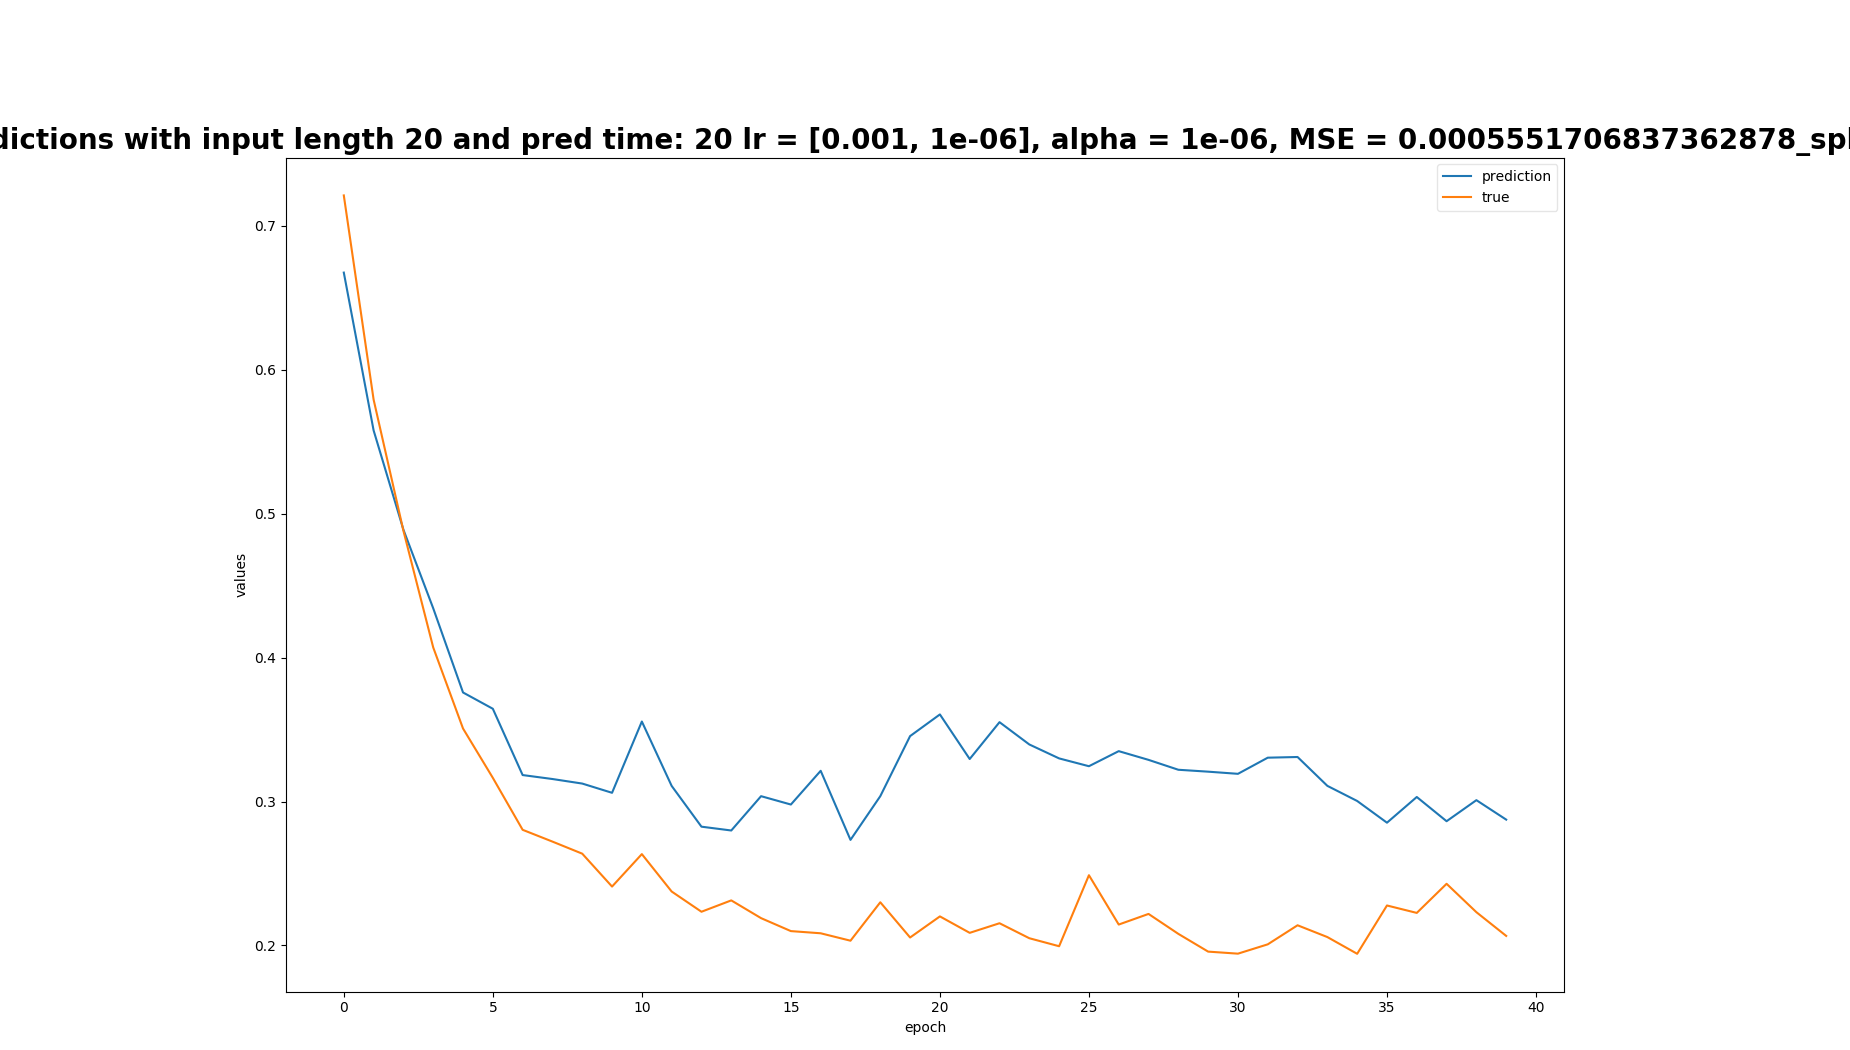 dictions with input length 20 and pred time: 20 lr = [0.001, 1e-06], alpha = 1e-06, MSE = 0.0005551706837362878_spl
prediction
true
0.7
0.6
0.5
0.4
0.3
0.2
values
0 5 10 15 20 25 30 35 40
epoch